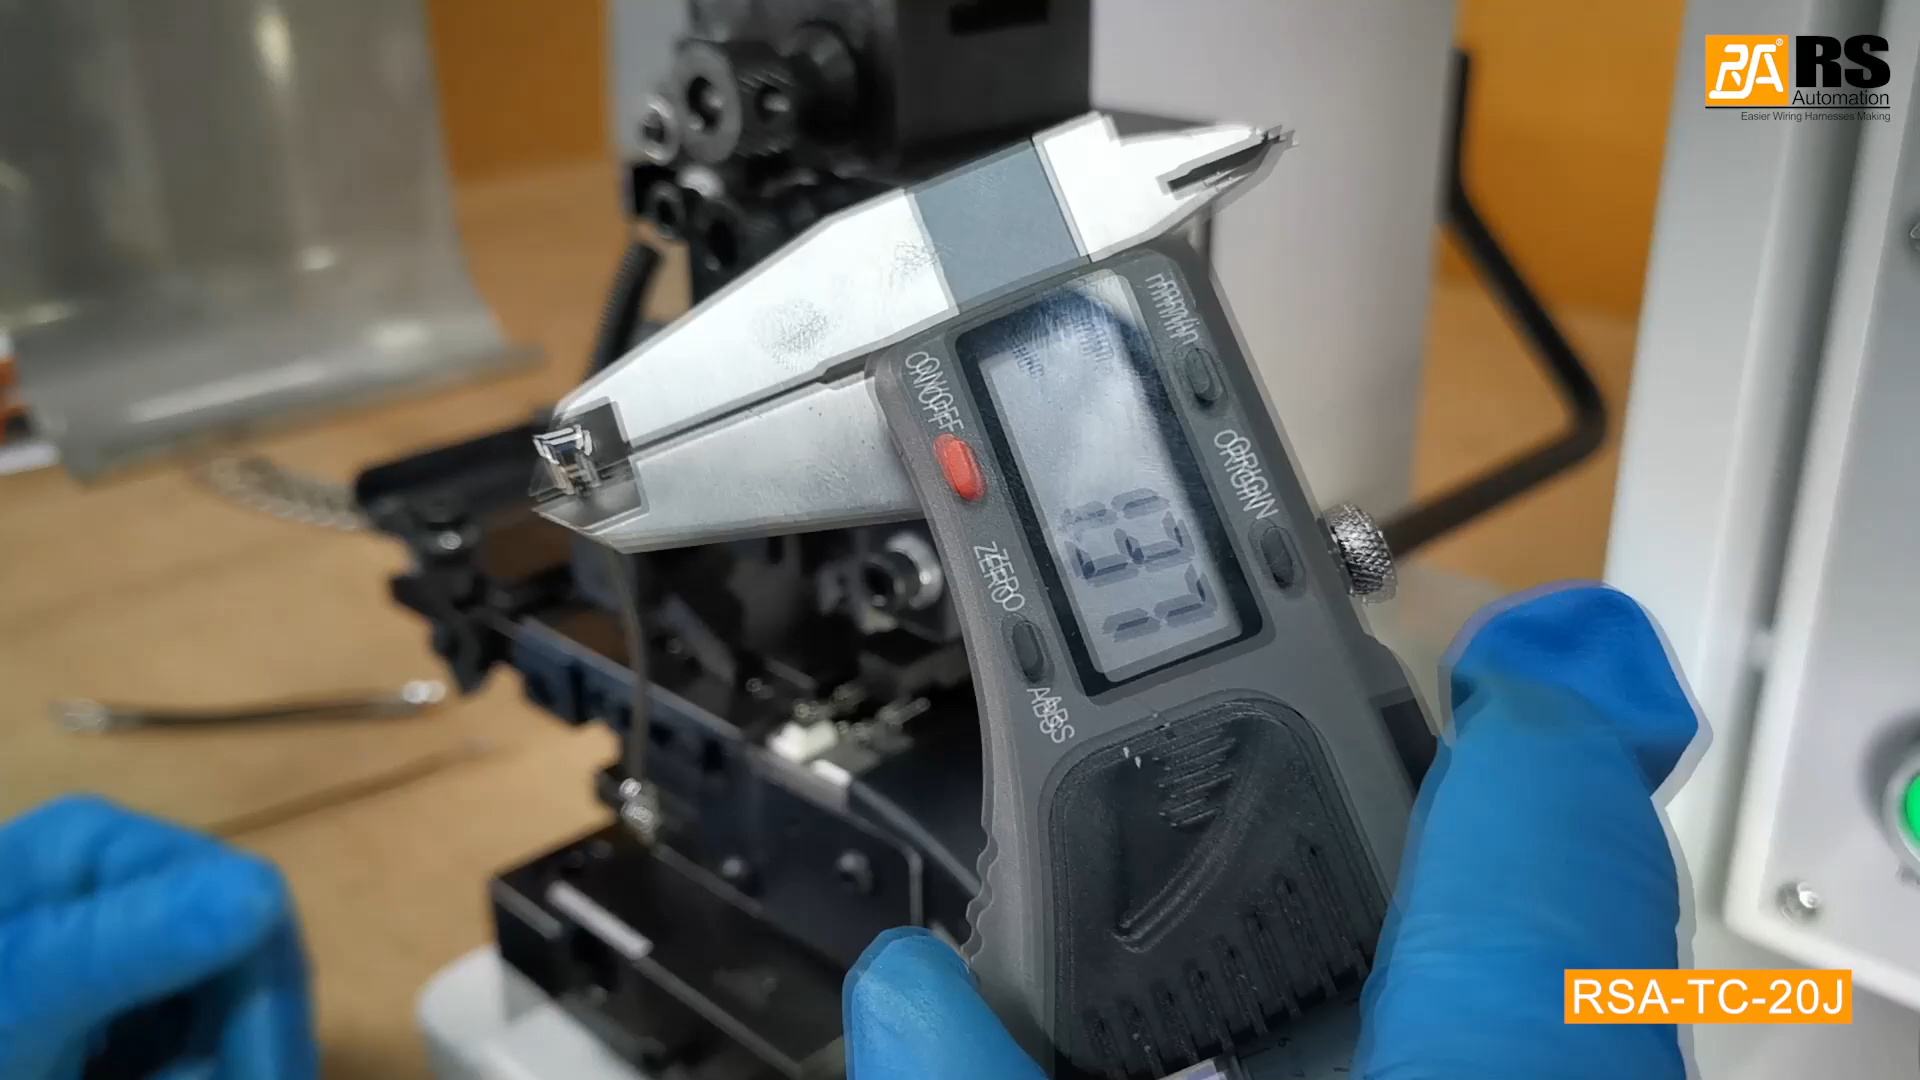 RS
Automation
Easier Wiring Harnesses Making
mm/in
ON/OFF
ORIGIN
ZERO
ABS
RSA-TC-20J